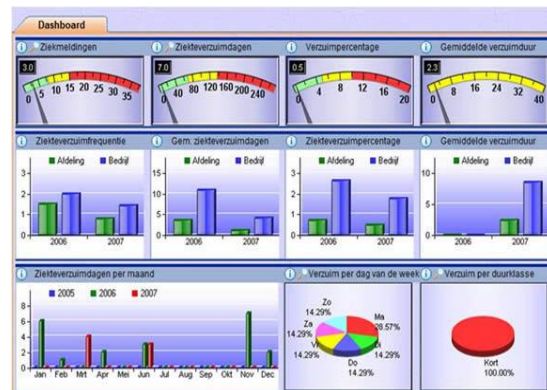 Dashboard
Ziekmeldingen
Ziekteverzuimdagen
Verzuimpercentage
Gemiddelde verzuimduur
3.0
7.0
0.5
2.3
0 5 10 15 20 25 30 35
0 40 80 120 160 200 240
0 4 8 12 16 20
0 8 16 24 32 40
Ziekteverzuimfrequentie
Gem. ziekteverzuimdagen
Ziekteverzuimpercentage
Gemiddelde verzuimduur
Afdeling Bedrijf
Afdeling Bedrijf
Afdeling Bedrijf
Afdeling Bedrijf
3
2
1
0
15
10
5
0
3
2
1
0
10
5
0
2006 2007
2006 2007
2006 2007
2006 2007
Ziekteverzuimdagen per maand
Verzuim per dag van de week
Verzuim per duurklasse
2005 2006 2007
8
6
4
2
0
Jan Feb Mrt Apr Mei Jun Jul Aug Sep Okt Nov Dec
Zo
14.29%
Za
14.29%
Vr
14.29%
Ma
28.57%
Di
14.29%
Do
14.29%
Kort
100.00%